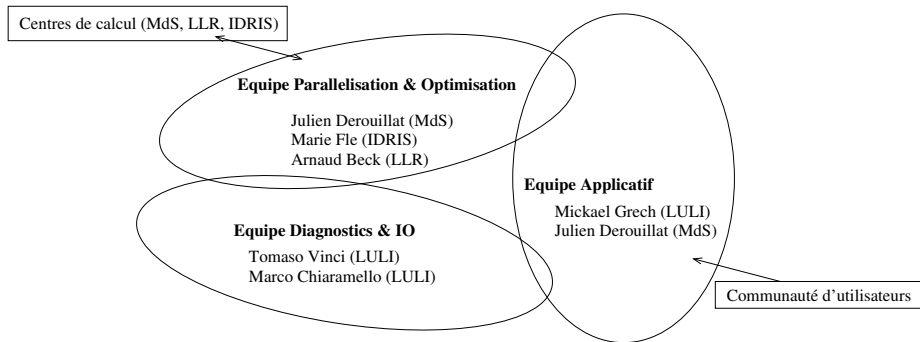 Centres de calcul (MdS, LLR, IDRIS)
Equipe Parallelisation & Optimisation
Julien Derouillat (MdS)
Marie Fle (IDRIS)
Arnaud Beck (LLR)
Equipe Applicatif
Mickael Grech (LULI)
Julien Derouillat (MdS)
Equipe Diagnostics & IO
Tomaso Vinci (LULI)
Marco Chiaramello (LULI)
Communauté d'utilisateurs